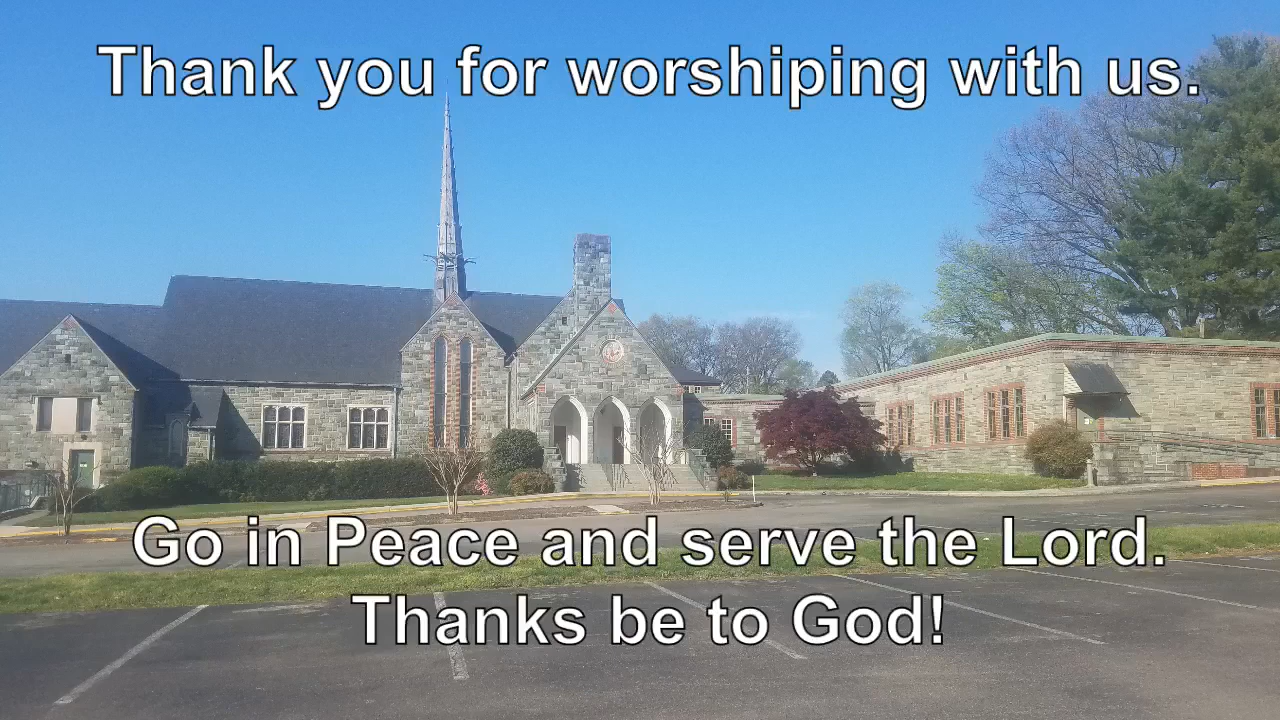 Thank you for worshiping with us.
Go in Peace and serve the Lord.
Thanks be to God!